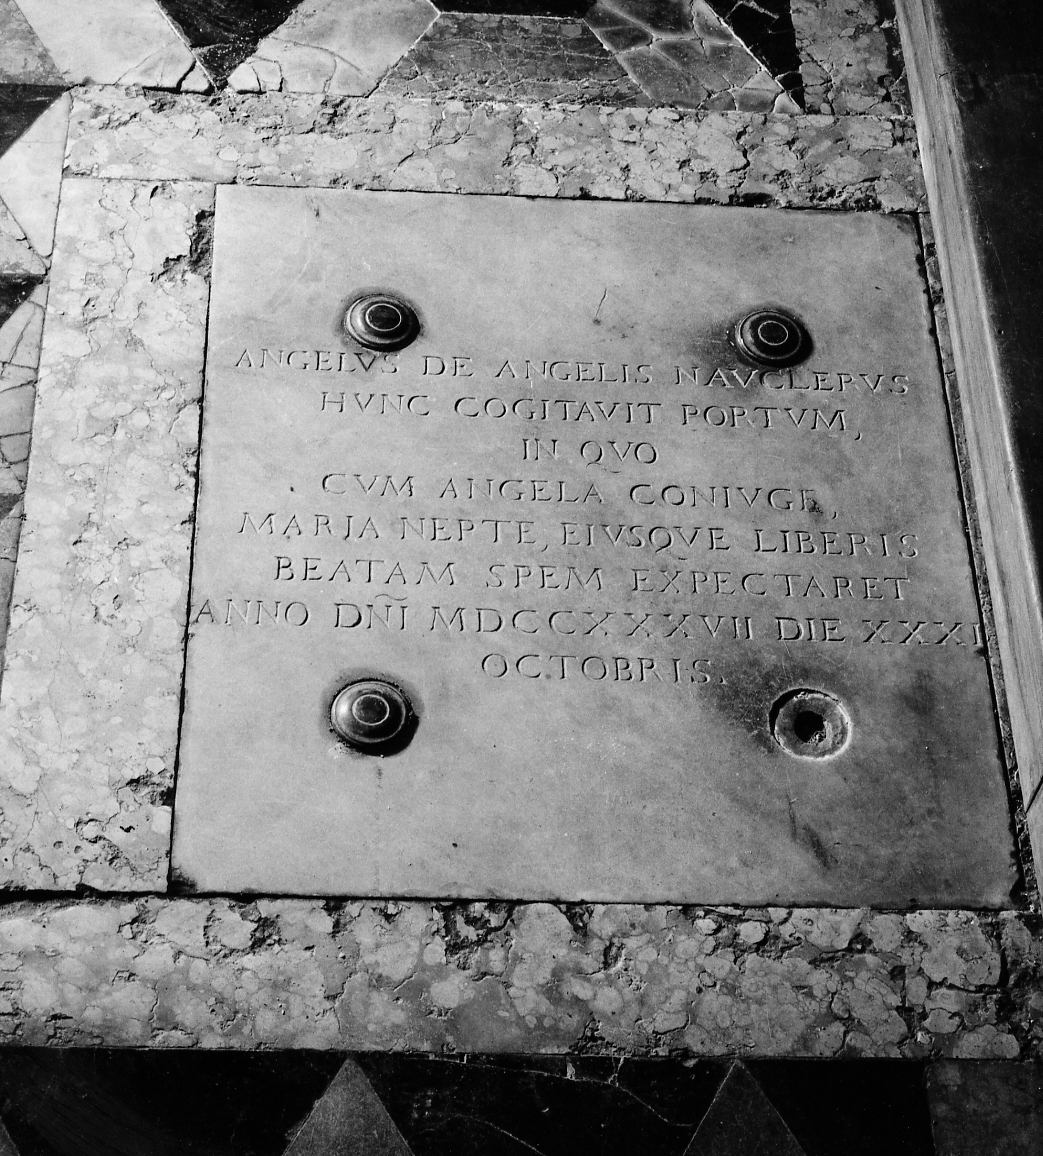 ANGELVS DE ANGELIS NAVCLERVS
HVNC COGITAVIT PORTVM,
IN QVO
CVM ANGELA CONIVGE,
MARJA NEPTE, EIVSQVE LIBERIS
BEATAM SPEM EXPECTARET
ANNO DÑI MDCCXXXVII DIE XXXI
OCTOBRIS.